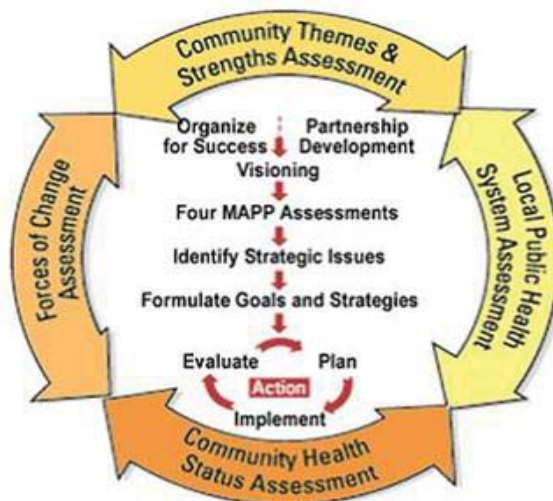 Community Themes &
Strengths Assessment
Organize
for Success
Partnership
Development
Visioning
Four MAPP Assessments
Identify Strategic Issues
Formulate Goals and Strategies
Evaluate
Plan
Action
Implement
Forces of Change
Assessment
Local Public Health
System Assessment
Community Health
Status Assessment